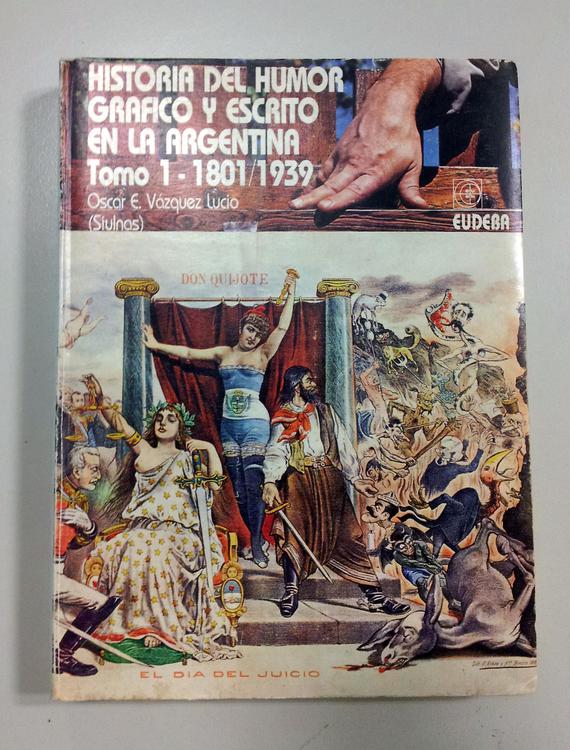 HISTORIA DEL HUMOR
GRAFICO Y ESCRITO
EN LA ARGENTINA
Tomo 1 - 1801/1939
Oscar E. Vázquez Lucio
(Siulnas)
EUDEBA
DON QUIJOTE
EL DIA DEL JUICIO